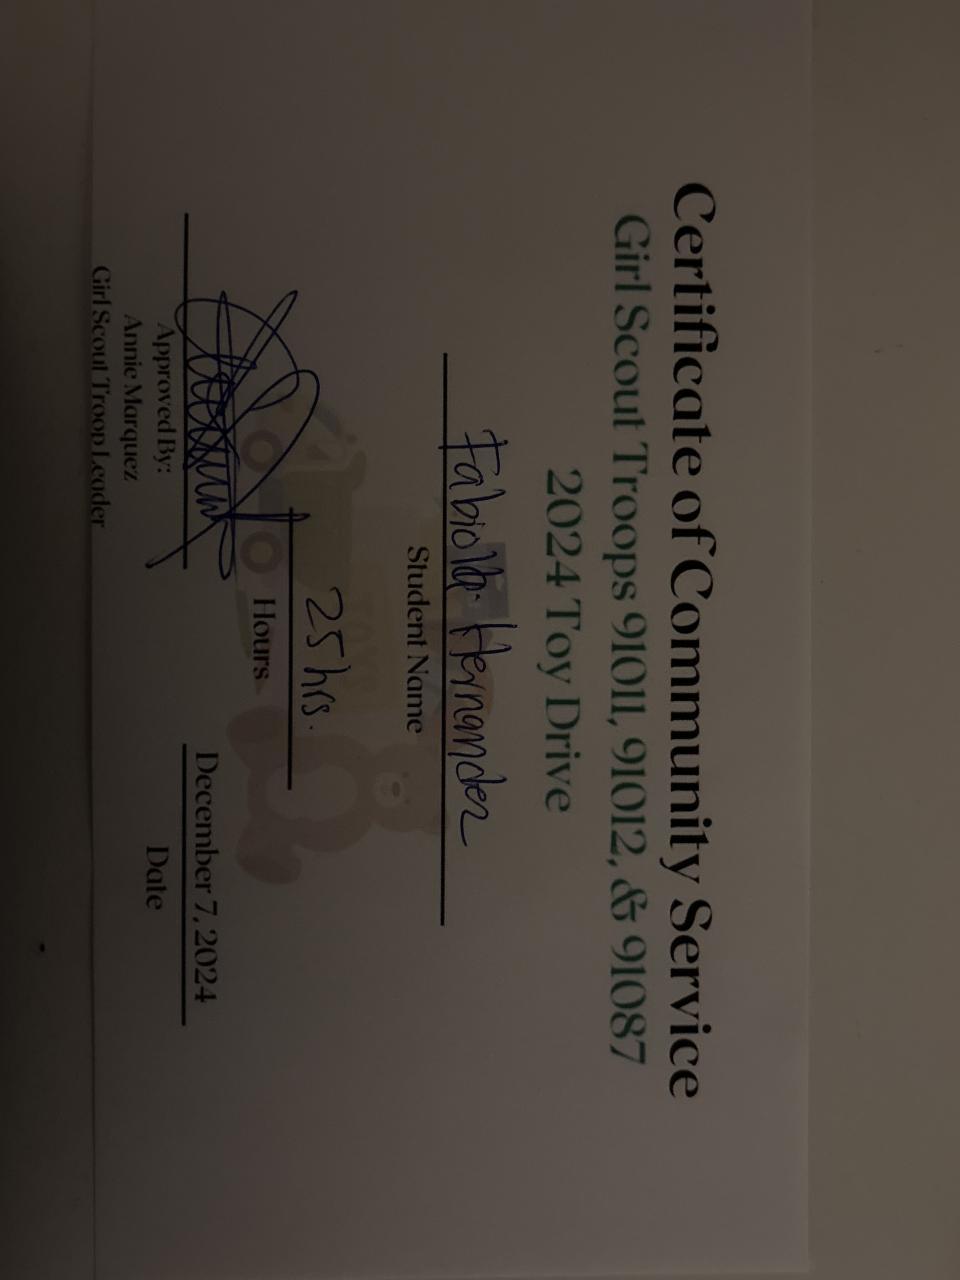 Certificate of Community Service
Girl Scout Troops 91011, 91012, & 91087
2024 Toy Drive
Fabiola Hernandez
Student Name
25 hrs.
Hours
December 7, 2024
Date
Approved By:
Annie Marquez
Girl Scout Troop Leader